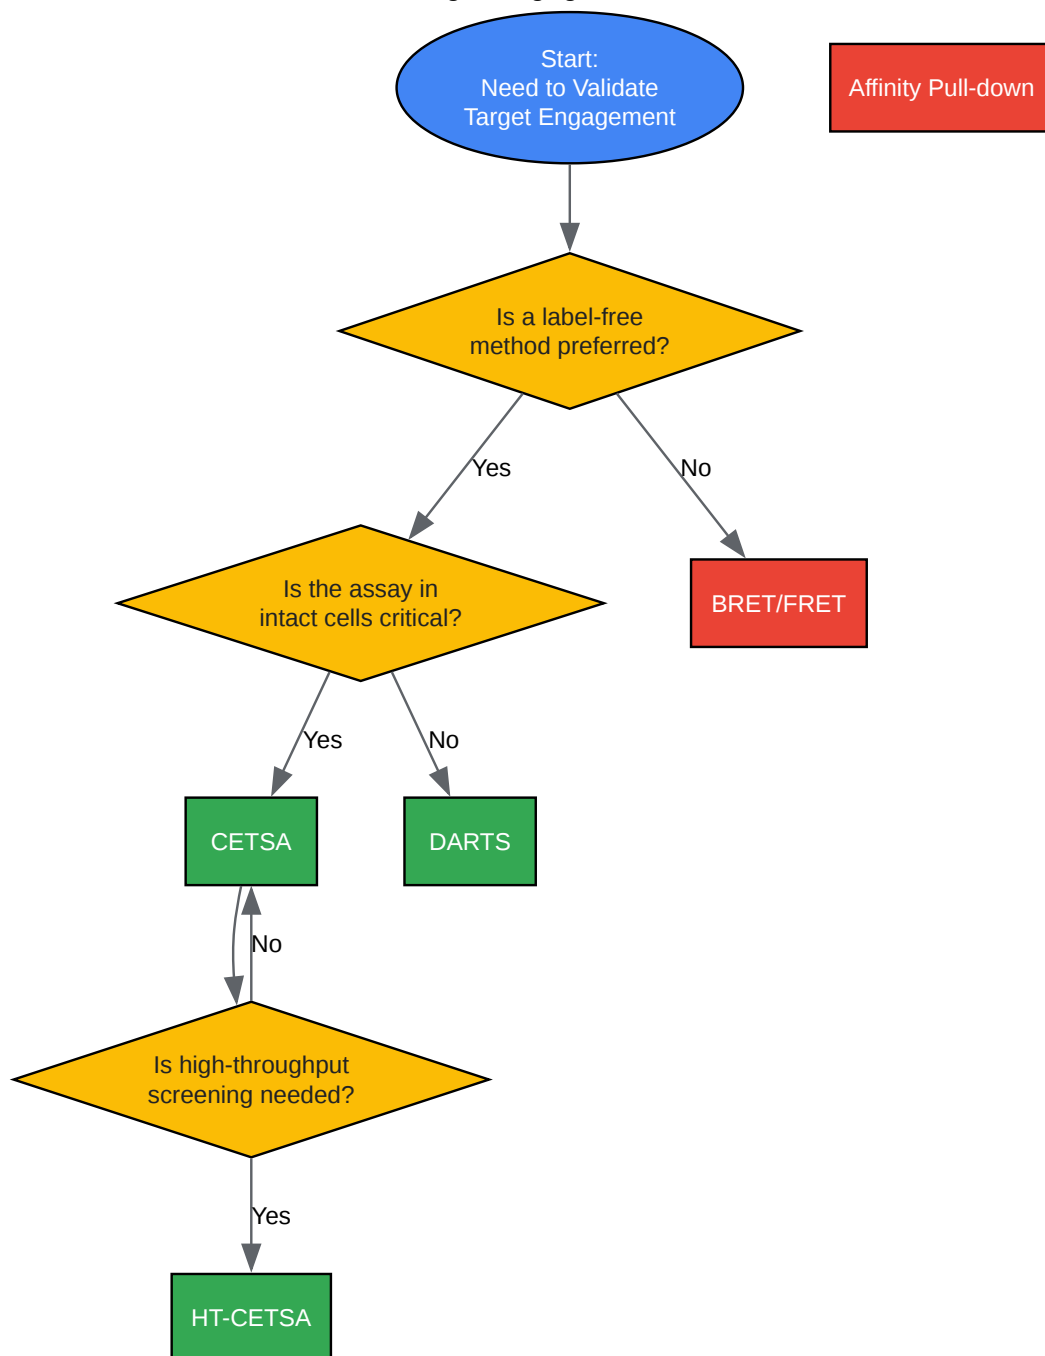 Start:
Need to Validate
Target Engagement
Affinity Pull-down
Is a label-free
method preferred?
Yes
No
Is the assay in
intact cells critical?
BRET/FRET
Yes
No
CETSA
DARTS
No
Is high-throughput
screening needed?
Yes
HT-CETSA